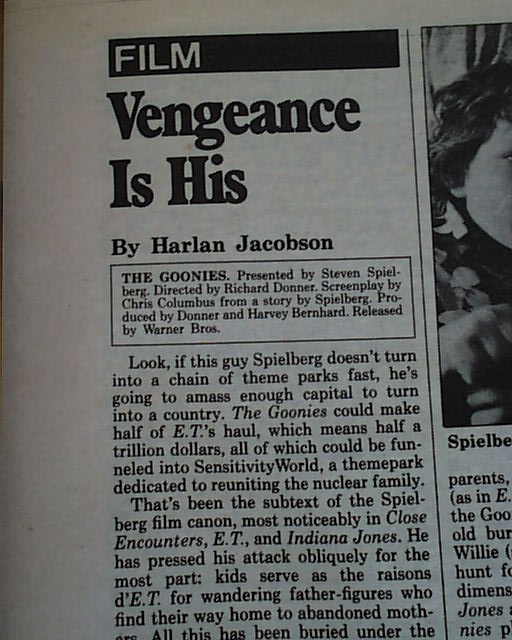 FILM
Vengeance
Is His
By Harlan Jacobson
THE GOONIES. Presented by Steven Spiel-
berg. Directed by Richard Donner. Screenplay by
Chris Columbus from a story by Spielberg. Pro-
duced by Donner and Harvey Bernhard. Released
by Warner Bros.
Look, if this guy Spielberg doesn't turn
into a chain of theme parks fast, he's
going to amass enough capital to turn
into a country. The Goonies could make
half of E.T.'s haul, which means half a
trillion dollars, all of which could be fun-
neled into SensitivityWorld, a themepark
dedicated to reuniting the nuclear family.
That's been the subtext of the Spiel-
berg film canon, most noticeably in Close
Encounters, E.T., and Indiana Jones. He
has pressed his attack obliquely for the
most part: kids serve as the raisons
d'E.T. for wandering father-figures who
find their way home to abandoned moth-
ers. All this has been buried under the
Spielbe
parents,
(as in E.
the Goo
old bur
Willie (
hunt fo
dimens
Jones
nies p